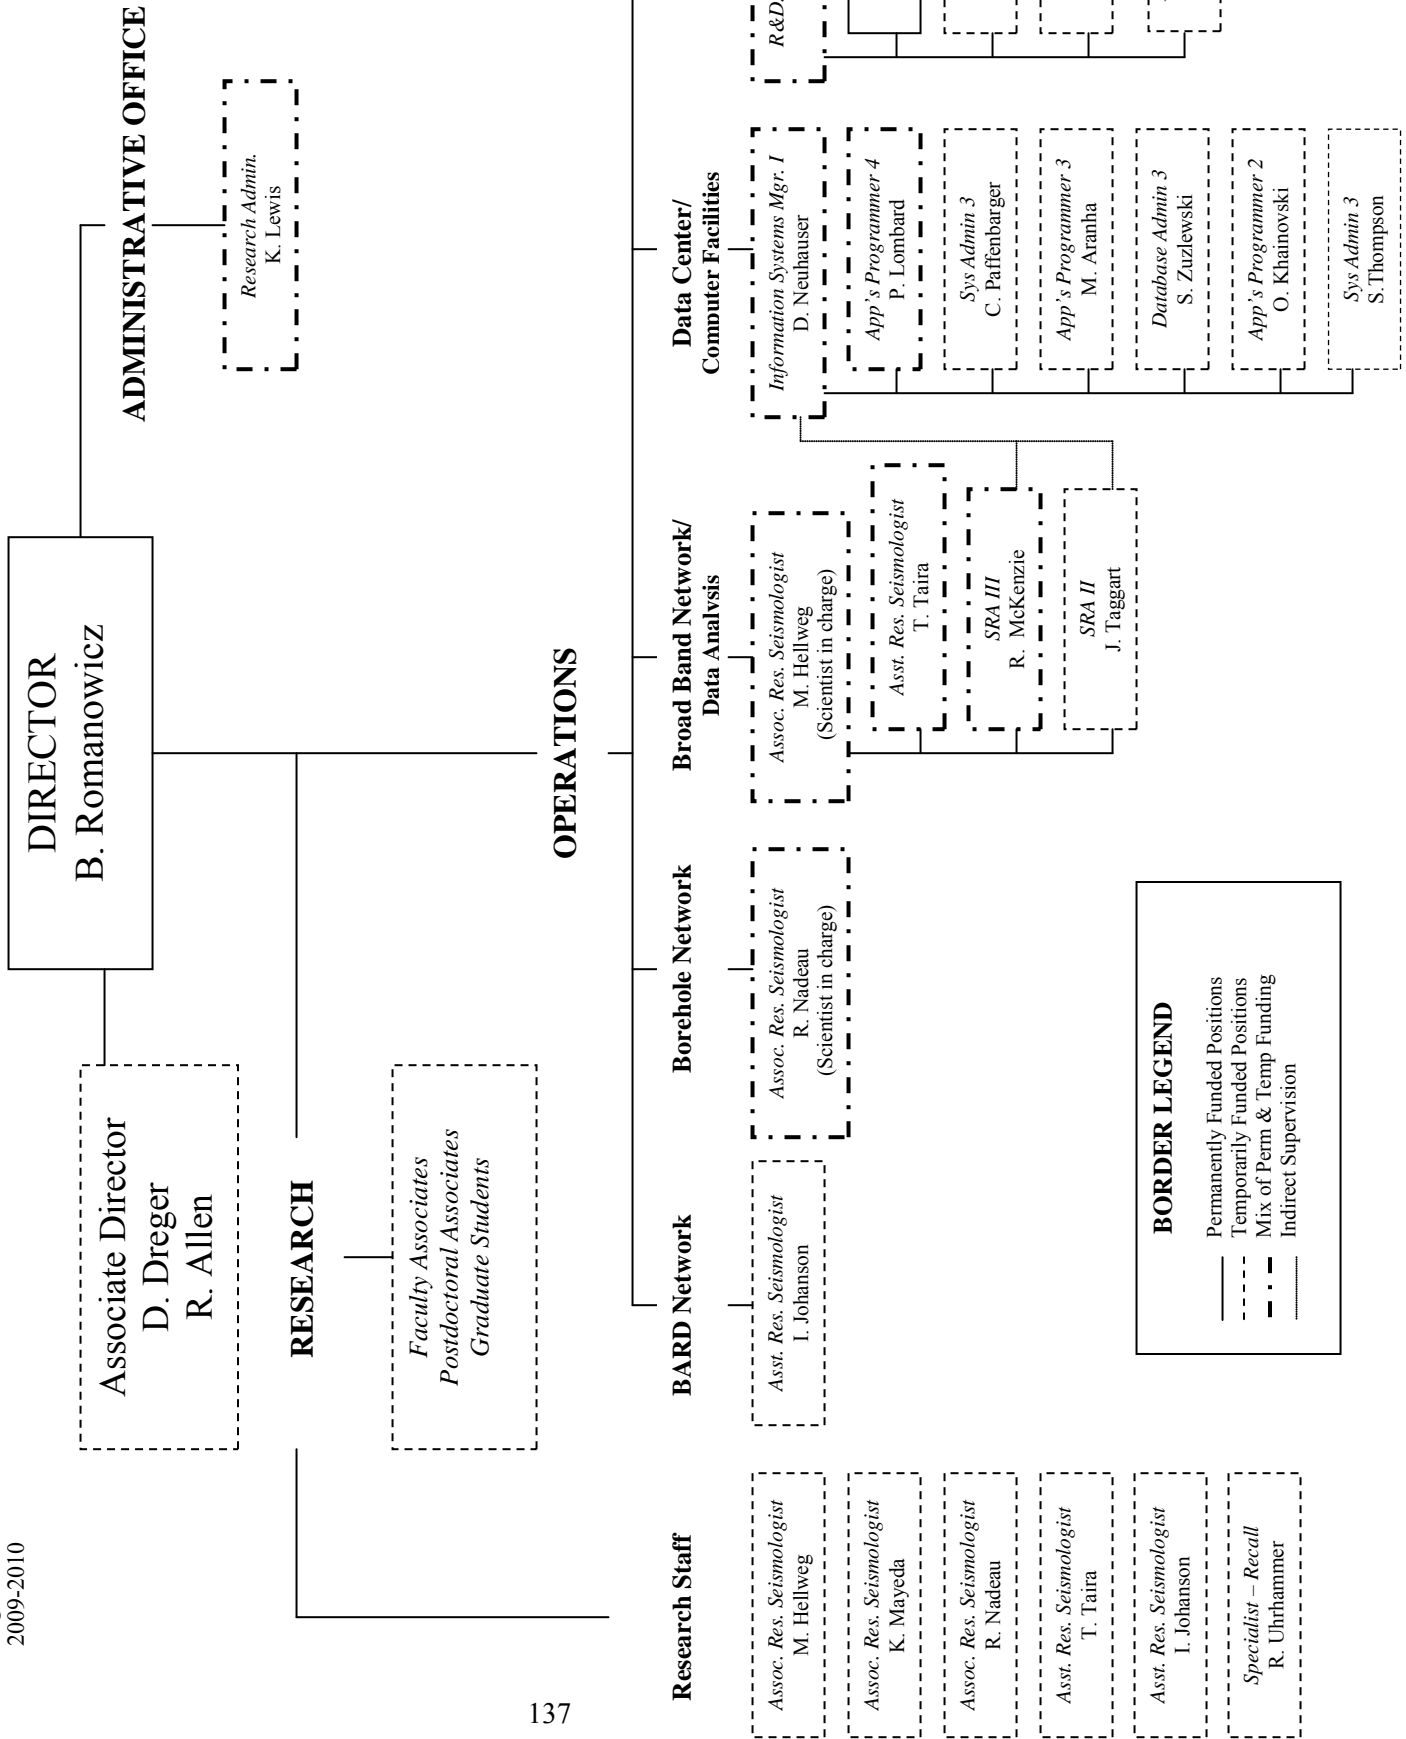 2009-2010
DIRECTOR
B. Romanowicz
Associate Director
D. Dreger
R. Allen
ADMINISTRATIVE OFFICE
Research Admin.
K. Lewis
RESEARCH
Faculty Associates
Postdoctoral Associates
Graduate Students
OPERATIONS
Research Staff
Assoc. Res. Seismologist
M. Hellweg
Assoc. Res. Seismologist
K. Mayeda
Assoc. Res. Seismologist
R. Nadeau
Asst. Res. Seismologist
T. Taira
Asst. Res. Seismologist
I. Johanson
Specialist – Recall
R. Uhrhammer
BARD Network
Asst. Res. Seismologist
I. Johanson
Borehole Network
Assoc. Res. Seismologist
R. Nadeau
(Scientist in charge)
Broad Band Network/
Data Analysis
Assoc. Res. Seismologist
M. Hellweg
(Scientist in charge)
Asst. Res. Seismologist
T. Taira
SRA III
R. McKenzie
SRA II
J. Taggart
Data Center/
Computer Facilities
Information Systems Mgr. I
D. Neuhauser
App's Programmer 4
P. Lombard
Sys Admin 3
C. Paffenbarger
App's Programmer 3
M. Aranha
Database Admin 3
S. Zuzlewski
App's Programmer 2
O. Khainovski
Sys Admin 3
S.Thompson
R&D
BORDER LEGEND
Permanently Funded Positions
Temporarily Funded Positions
Mix of Perm & Temp Funding
Indirect Supervision
137